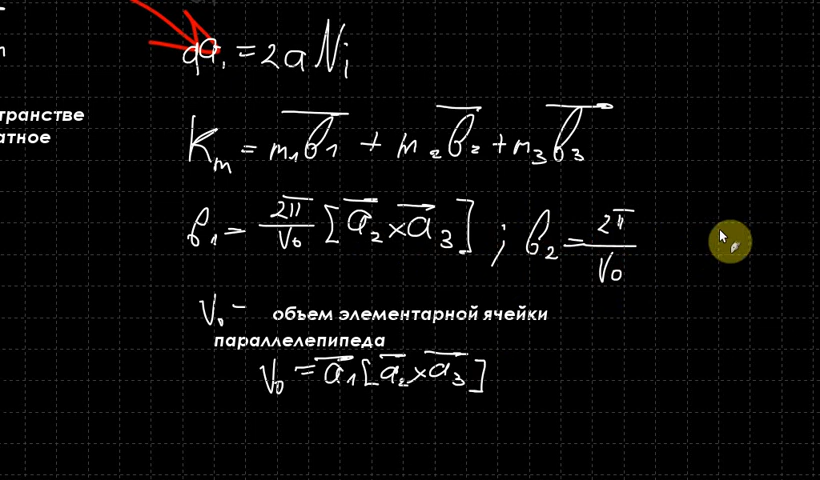 qa₁ = 2aNᵢ
транстве
атное
Kₘ = m₁b₁ + m₂b₂ + m₃b₃
b₁ = 2π/V₀ [a₂ × a₃] ; b₂ = 2π/V₀
V₀ – объем элементарной ячейки
параллелепипеда
V₀ = a₁[a₂ × a₃]